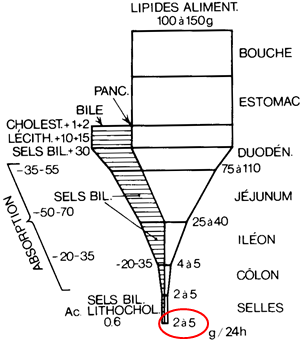 LIPIDES ALIMENT.
100 à 150 g
BOUCHE
ESTOMAC
PANC.
BILE
CHOLEST.+1+2
LÉCITH.+10+15
SELS BIL.+30
DUODÉN.
-35-55
75 à 110
SELS BIL.
JÉJUNUM
-50-70
25 à 40
ABSORPTION
ILÉON
-20-35
-20-35
4 à 5
CÔLON
SELS BIL.
2 à 5
Ac. LITHOCHOL.
SELLES
0.6
2 à 5
g/24h